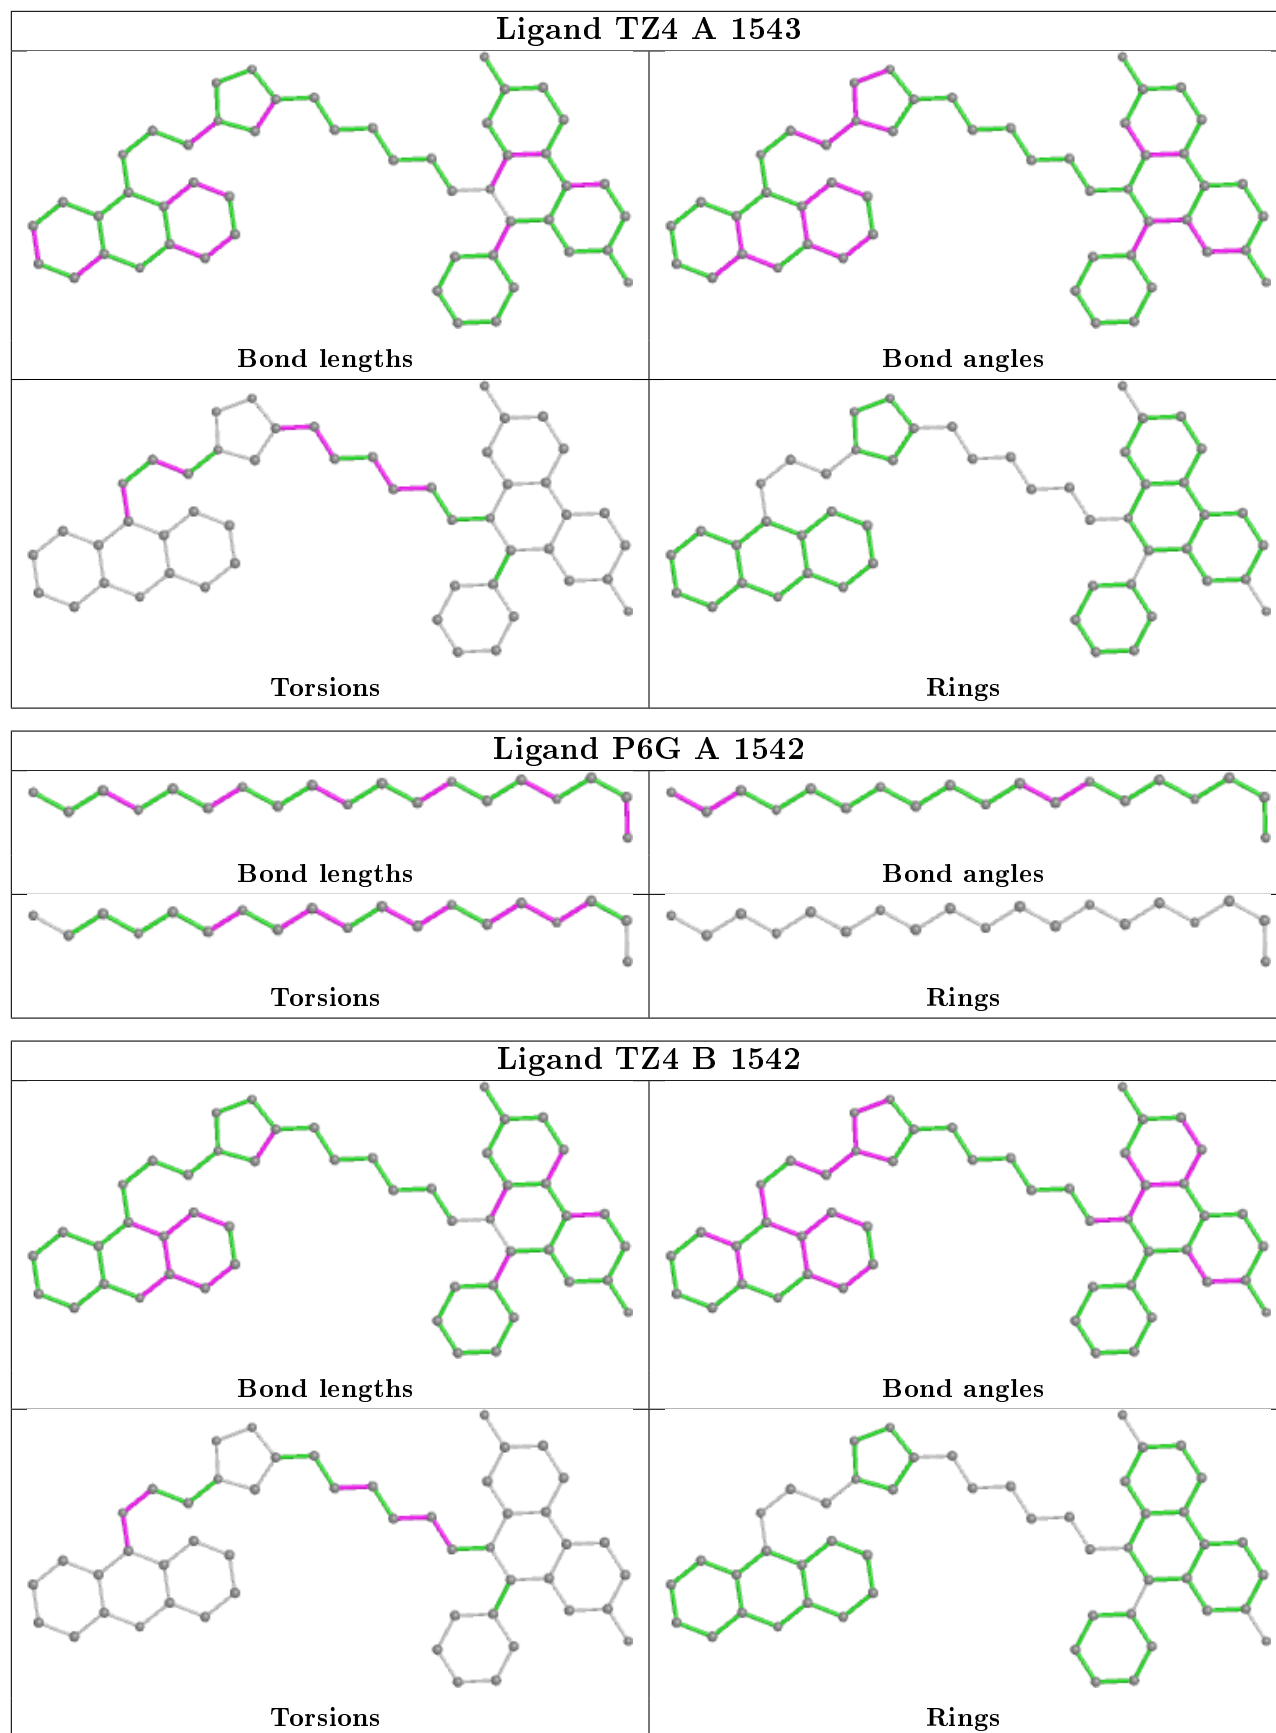 Ligand TZ4 A 1543
Bond lengths
Bond angles
Torsions
Rings
Ligand P6G A 1542
Bond lengths
Bond angles
Torsions
Rings
Ligand TZ4 B 1542
Bond lengths
Bond angles
Torsions
Rings